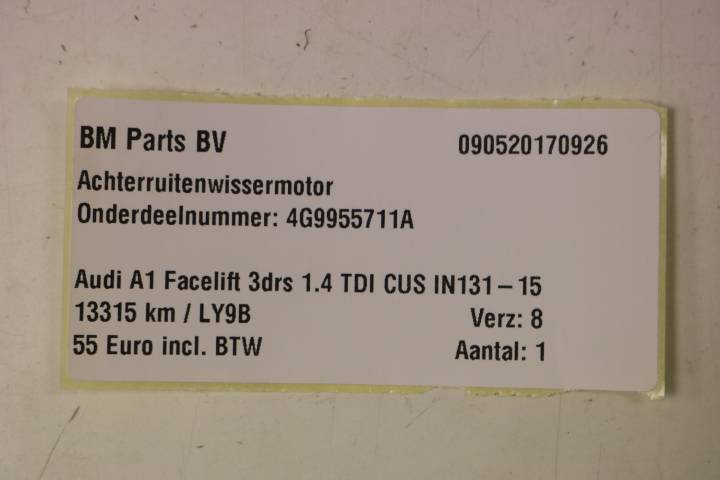 BM Parts BV 090520170926
Achterruitenwissermotor
Onderdeelnummer: 4G9955711A
Audi A1 Facelift 3drs 1.4 TDI CUS IN131-15
13315 km / LY9B Verz: 8
55 Euro incl. BTW Aantal: 1